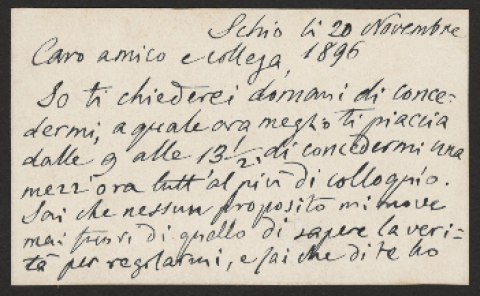 Schio li 20 Novembre
1896
Caro amico e collega,
Io ti chiederei domani di conce-
dermi, a quale ora meglio ti piaccia
dalle 9 alle 13 1/2, di concedermi una
mezz'ora tutt'al più di colloquio.
Sai che nessun proposito mi move
mai fuori di quello di sapere la veri-
tà per regolarmi, e sai che di te ho